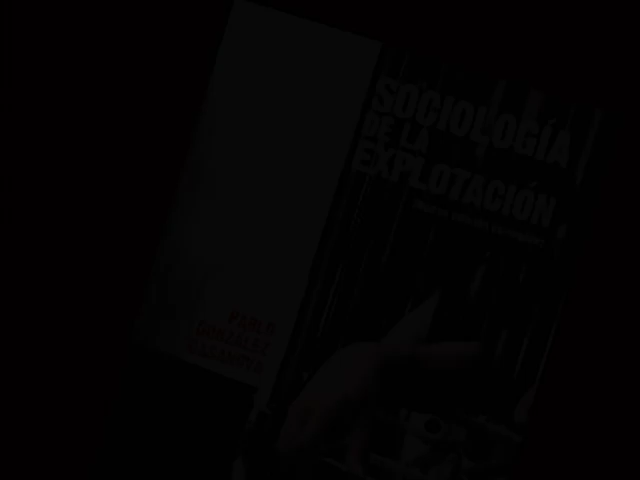 SOCIOLOGÍA
DE LA
EXPLOTACIÓN
PABLO
GONZÁLEZ
CASANOVA